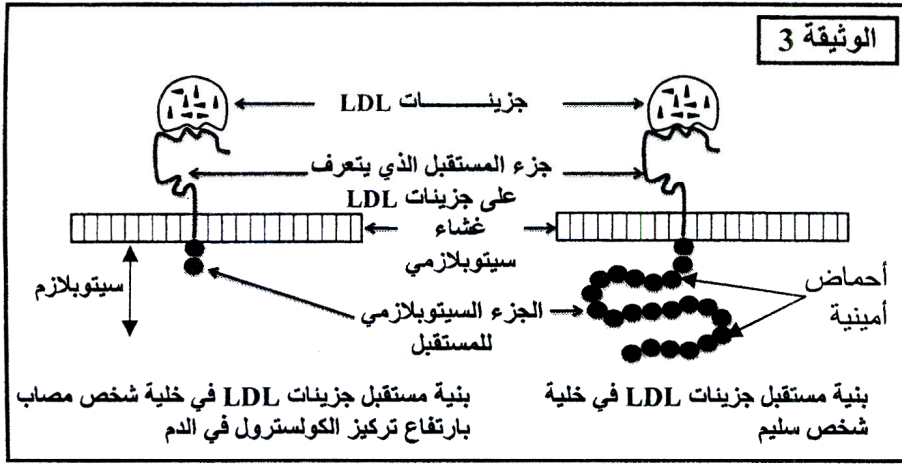 الوثيقة 3
جزيئـــــات LDL
جزء المستقبل الذي يتعرف
على جزيئات LDL
غشاء
سيتوبلازمي
سيتوبلازم
أحماض
أمينية
الجزء السيتوبلازمي
للمستقبل
بنية مستقبل جزيئات LDL في خلية
شخص سليم
بنية مستقبل جزيئات LDL في خلية شخص مصاب
بارتفاع تركيز الكولسترول في الدم